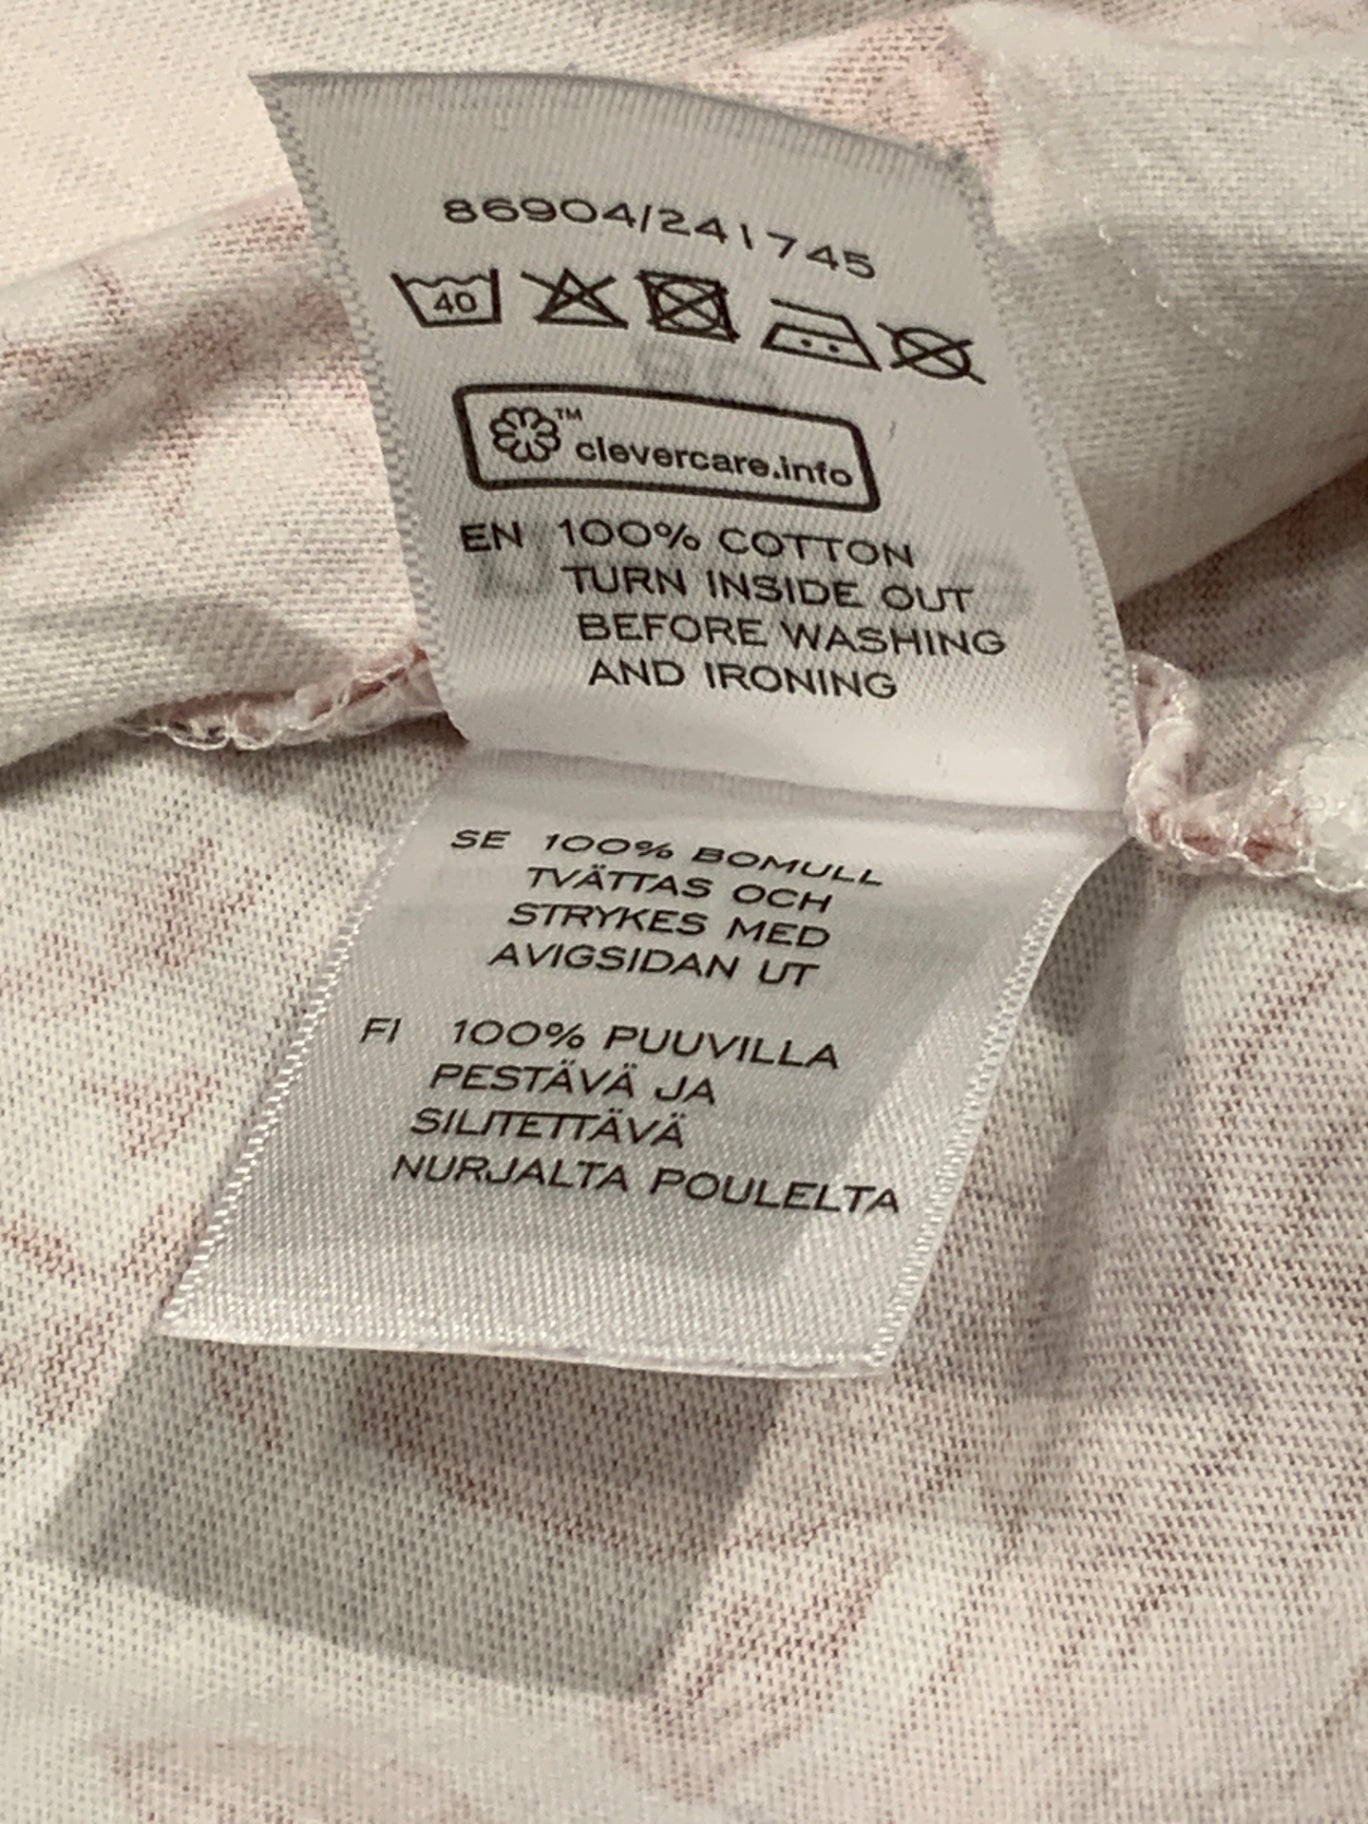 86904/241745
40
TM
clevercare.info
EN 100% COTTON
TURN INSIDE OUT
BEFORE WASHING
AND IRONING
SE 100% BOMULL
TVÄTTAS OCH
STRYKES MED
AVIGSIDAN UT
FI 100% PUUVILLA
PESTÄVÄ JA
SILITETTÄVÄ
NURJALTA POULELTA